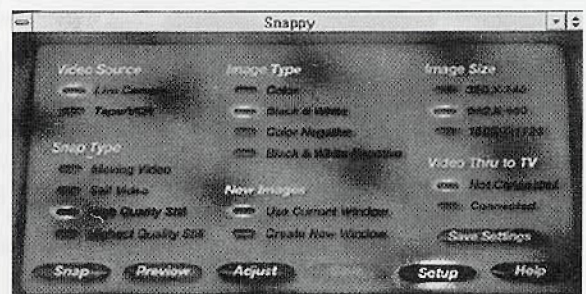 Snappy
Video Source
Live Camera
Tape/VCR
Snap Type
Moving Video
Still Video
High Quality Still
Highest Quality Still
Image Type
Color
Black & White
Color Negative
Black & White Negative
New Images
Use Current Window
Create New Window
Image Size
Video Thru to TV
Not Connected
Connected
Save Settings
Snap
Preview
Adjust
Setup
Help